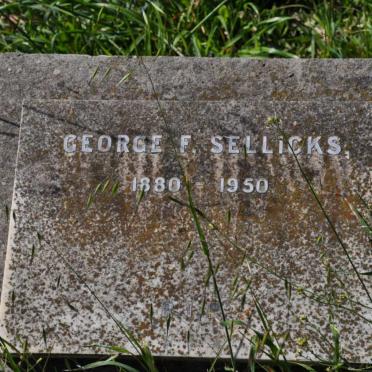 GEORGE F. SELLICKS.
1880 - 1950